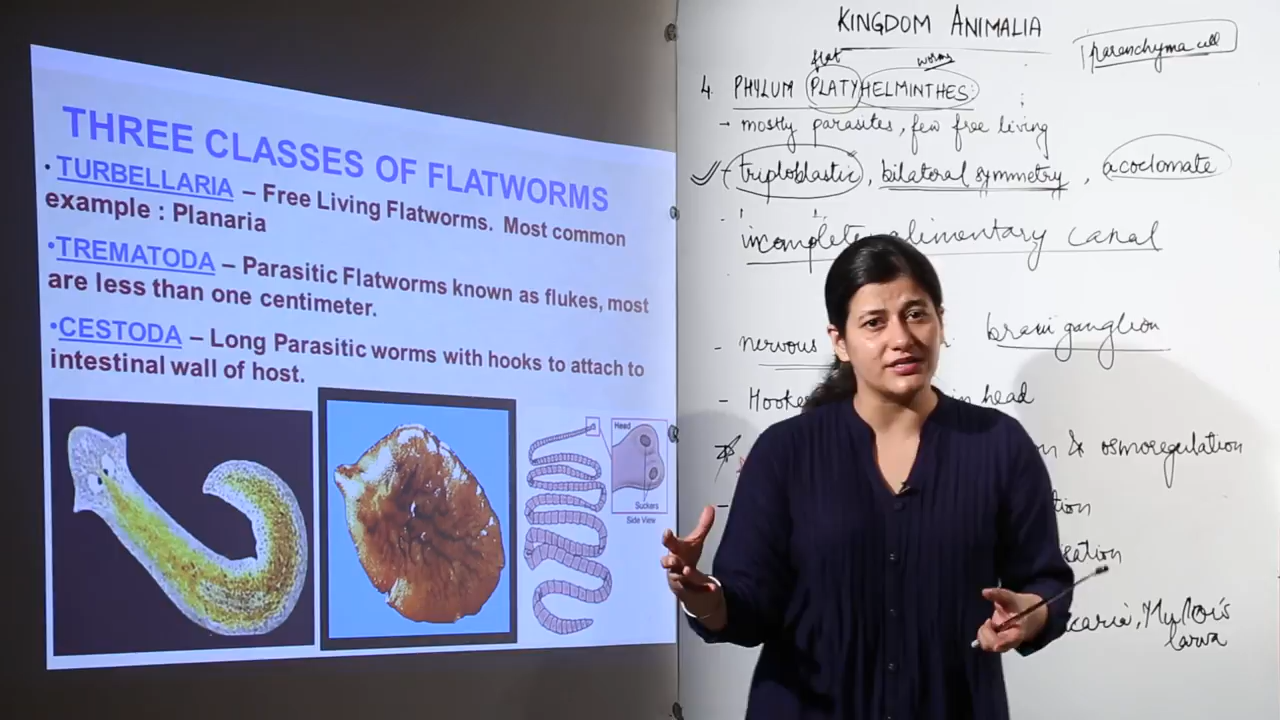 THREE CLASSES OF FLATWORMS
• TURBELLARIA – Free Living Flatworms. Most common
example : Planaria
•TREMATODA – Parasitic Flatworms known as flukes, most
are less than one centimeter.
•CESTODA – Long Parasitic worms with hooks to attach to
intestinal wall of host.
Head
Suckers
Side View
KINGDOM ANIMALIA
parenchyma cell
flat worms
4. PHYLUM PLATYHELMINTHES
- mostly parasites, few free living
triploblastic, bilateral symmetry, acoelomate
incomplete alimentary canal
- nervous brain ganglion
- Hooke in head
& osmoregulation
larva